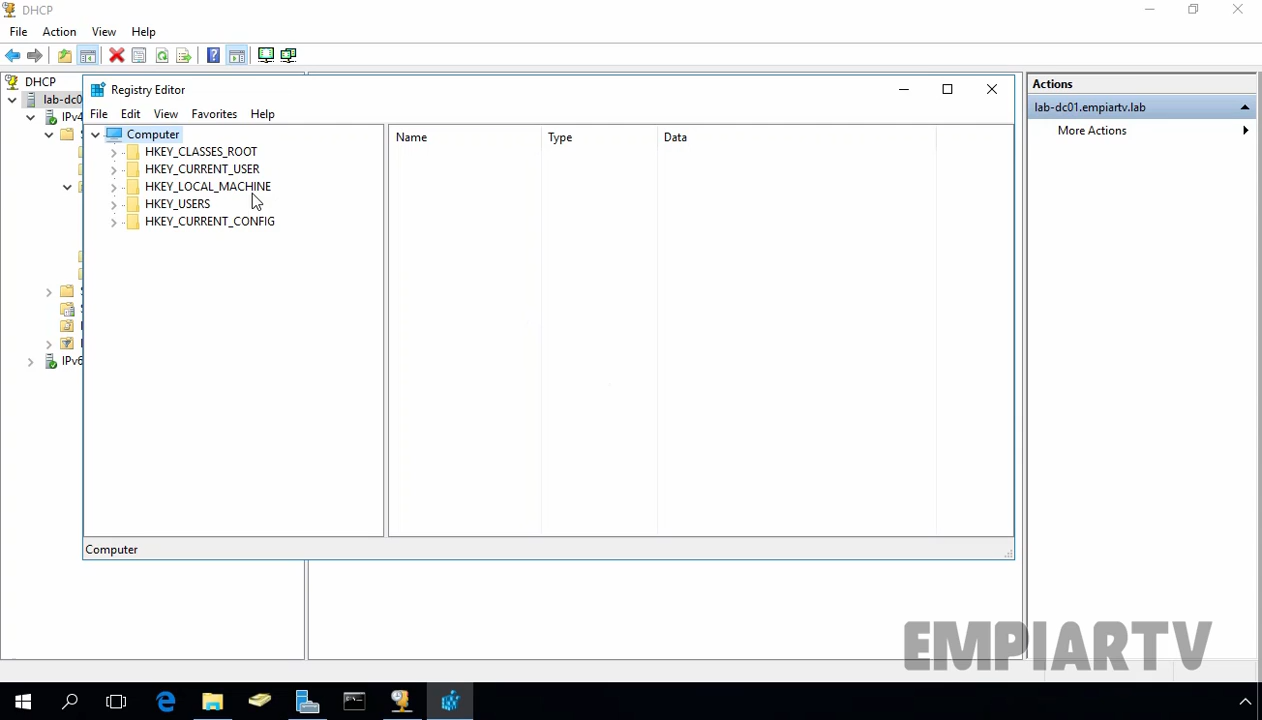 DHCP
File Action View Help
DHCP
lab-dc0
IPv4
IPv6
Registry Editor
File Edit View Favorites Help
Computer
HKEY_CLASSES_ROOT
HKEY_CURRENT_USER
HKEY_LOCAL_MACHINE
HKEY_USERS
HKEY_CURRENT_CONFIG
Name Type Data
Computer
Actions
lab-dc01.empiartv.lab
More Actions
EMPIARTV